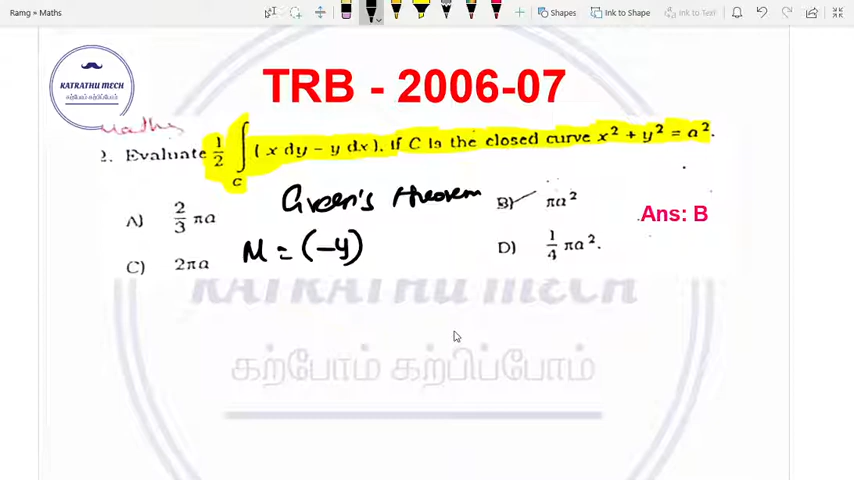 Ramg = Maths
Shapes
Ink to Shape
Ink to Text
KATRATHU MECH
கற்போம் கற்பிப்போம்
TRB - 2006-07
Maths
2. Evaluate 1/2 ∫C ( x dy – y dx ), if C is the closed curve x² + y² = a².
A) 2/3 πa
Green's theorem
B) πa²
Ans: B
C) 2πa
M = (-y)
D) 1/4 πa².
KATRATHU MECH
கற்போம் கற்பிப்போம்